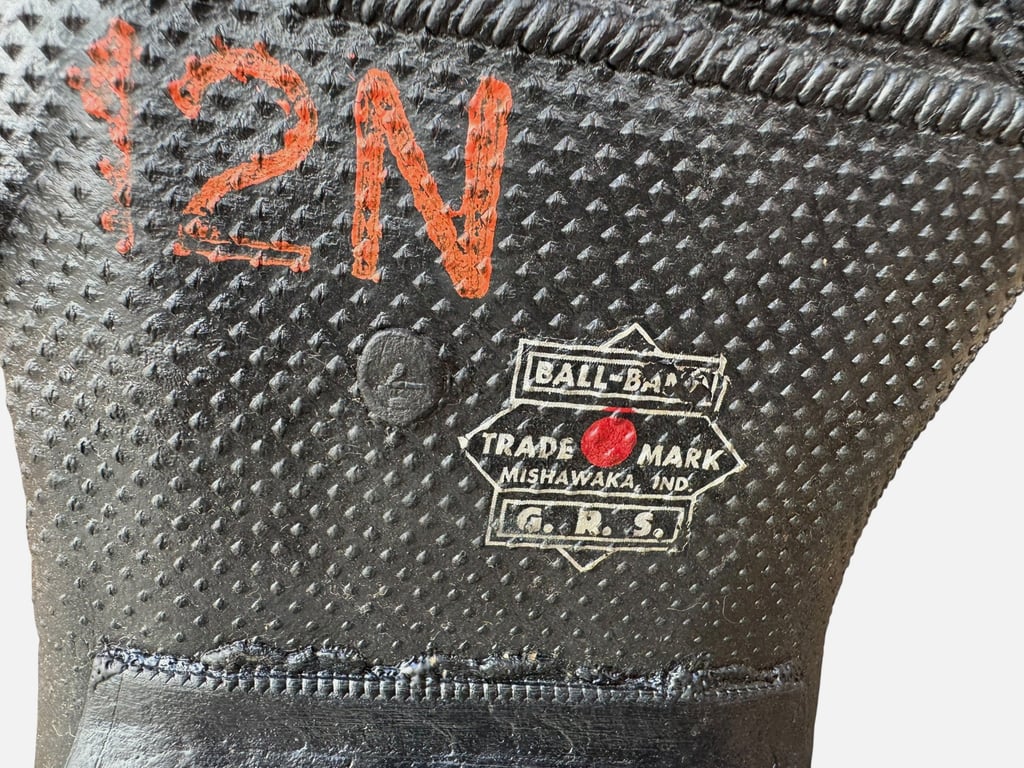 12N
BALL-BAND
TRADE MARK
MISHAWAKA, IND.
G. R. S.